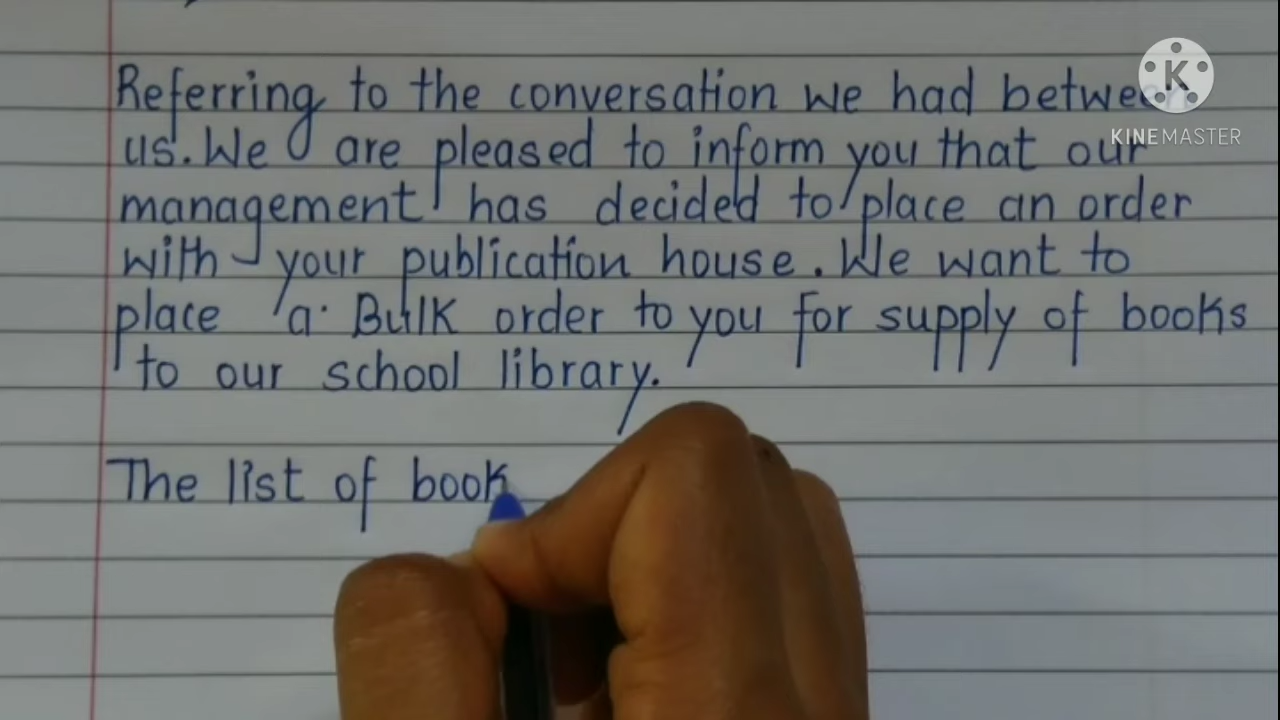 Referring to the conversation we had between
us. We are pleased to inform you that our
management has decided to place an order
with your publication house. We want to
place a. Bulk order to you for supply of books
to our school library.
The list of book
K
KINEMASTER